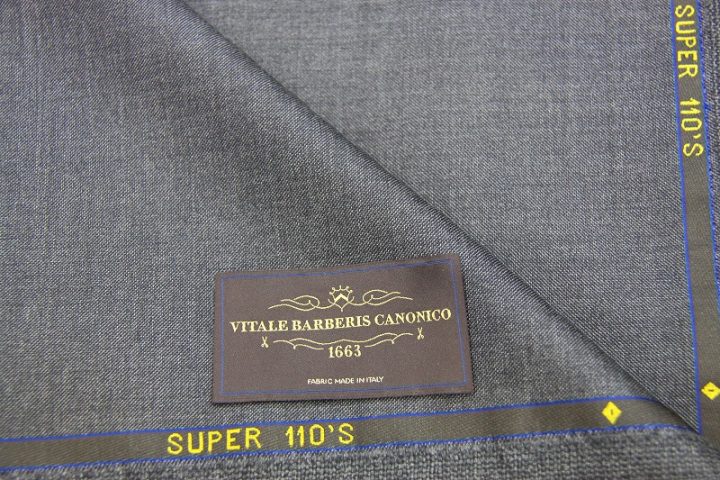 SUPER 110'S
VITALE BARBERIS CANONICO
1663
FABRIC MADE IN ITALY
SUPER 110'S